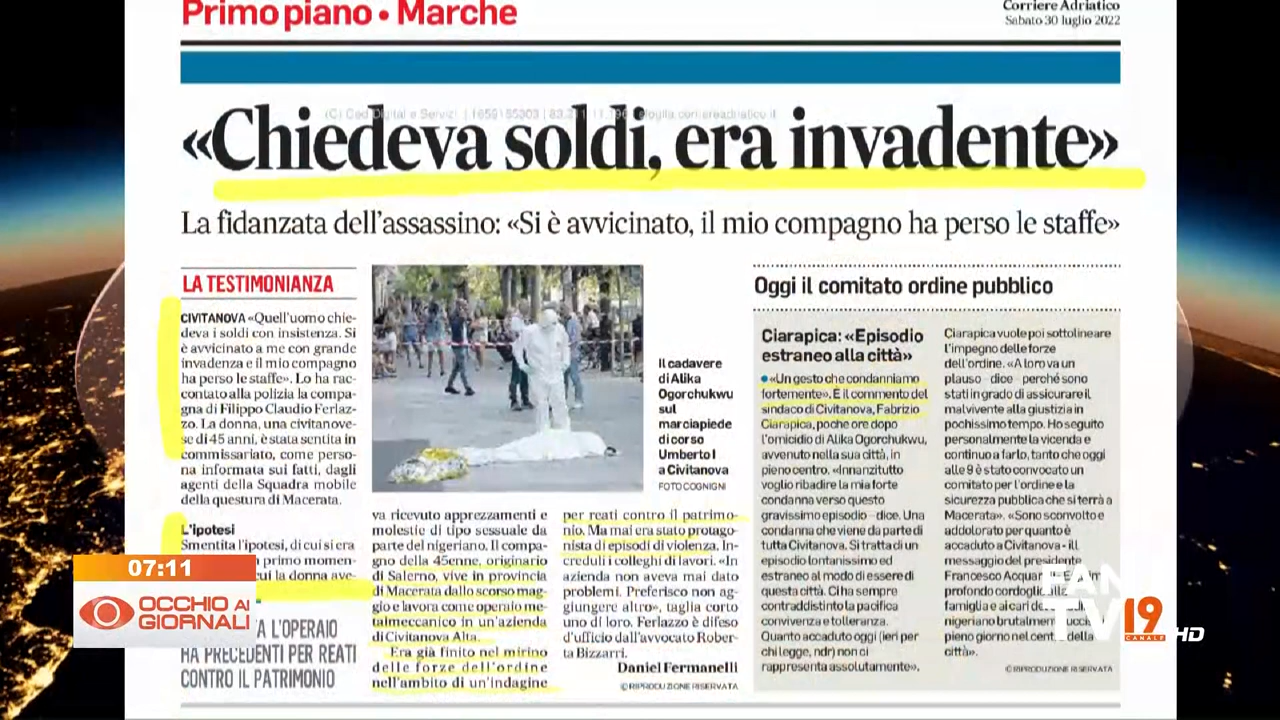 Primo piano • Marche
Corriere Adriatico
Sabato 30 luglio 2022
«Chiedeva soldi, era invadente»
La fidanzata dell'assassino: «Si è avvicinato, il mio compagno ha perso le staffe»
LA TESTIMONIANZA
CIVITANOVA «Quell'uomo chie-
deva i soldi con insistenza. Si
è avvicinato a me con grande
invadenza e il mio compagno
ha perso le staffe». Lo ha rac-
contato alla polizia la compa-
gna di Filippo Claudio Ferlaz-
zo. La donna, una civitanove-
se di 45 anni, è stata sentita in
commissariato, come perso-
na informata sui fatti, dagli
agenti della Squadra mobile
della questura di Macerata.
L'ipotesi
Smentita l'ipotesi, di cui si era
primo momen-
cui la donna ave-
L'OPERAIO
HA PRECEDENTI PER REATI
CONTRO IL PATRIMONIO
va ricevuto apprezzamenti e
molestie di tipo sessuale da
parte del nigeriano. Il compa-
gno della 45enne, originario
di Salerno, vive in provincia
di Macerata dallo scorso mag-
gio e lavora come operaio me-
talmeccanico in un'azienda
di Civitanova Alta.
Era già finito nel mirino
delle forze dell'ordine
nell'ambito di un'indagine
per reati contro il patrimo-
nio. Ma mai era stato protago-
nista di episodi di violenza. In-
creduli i colleghi di lavoro. «In
azienda non aveva mai dato
problemi. Preferisco non ag-
giungere altro», taglia corto
uno di loro. Ferlazzo è difeso
d'ufficio dall'avvocato Rober-
ta Bizzarri.
Daniel Fermanelli
©RIPRODUZIONE RISERVATA
Il cadavere
di Alika
Ogorchukwu
sul
marciapiede
di corso
Umberto I
a Civitanova
FOTO COGNIGNI
Oggi il comitato ordine pubblico
Ciarapica: «Episodio
estraneo alla città»
●«Un gesto che condanniamo
fortemente». È il commento del
sindaco di Civitanova, Fabrizio
Ciarapica, poche ore dopo
l'omicidio di Alika Ogorchukwu,
avvenuto nella sua città, in
pieno centro. «Innanzitutto
voglio ribadire la mia forte
condanna verso questo
gravissimo episodio - dice. Una
condanna che viene da parte di
tutta Civitanova. Si tratta di un
episodio lontanissimo ed
estraneo al modo di essere di
questa città. Ci ha sempre
contraddistinto la pacifica
convivenza e tolleranza.
Quanto accaduto oggi (ieri per
chi legge, ndr) non ci
rappresenta assolutamente».
Ciarapica vuole poi sottolineare
l'impegno delle forze
dell'ordine. «A loro va un
plauso - dice - perché sono
stati in grado di assicurare il
malvivente alla giustizia in
pochissimo tempo. Ho seguito
personalmente la vicenda e
continuo a farlo, tanto che oggi
alle 9 è stato convocato un
comitato per l'ordine e la
sicurezza pubblica che si terrà a
Macerata». «Sono sconvolto e
addolorato per quanto è
accaduto a Civitanova - il
messaggio del presidente
Francesco Acqua
profondo cordogli
famiglia e ai cari de
nigeriano brutalmen
pieno giorno nel cen della
città».
©RIPRODUZIONE RISERVATA
07:11
OCCHIO AI
GIORNALI
FANO
TV 19
CANALE
HD